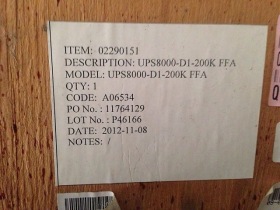 ITEM: 02290151
DESCRIPTION: UPS8000-D1-200K FFA
MODEL: UPS8000-D1-200K FFA
QTY: 1
CODE: A06534
PO No. : 11764129
LOT No. : P46166
DATE: 2012-11-08
NOTES: /